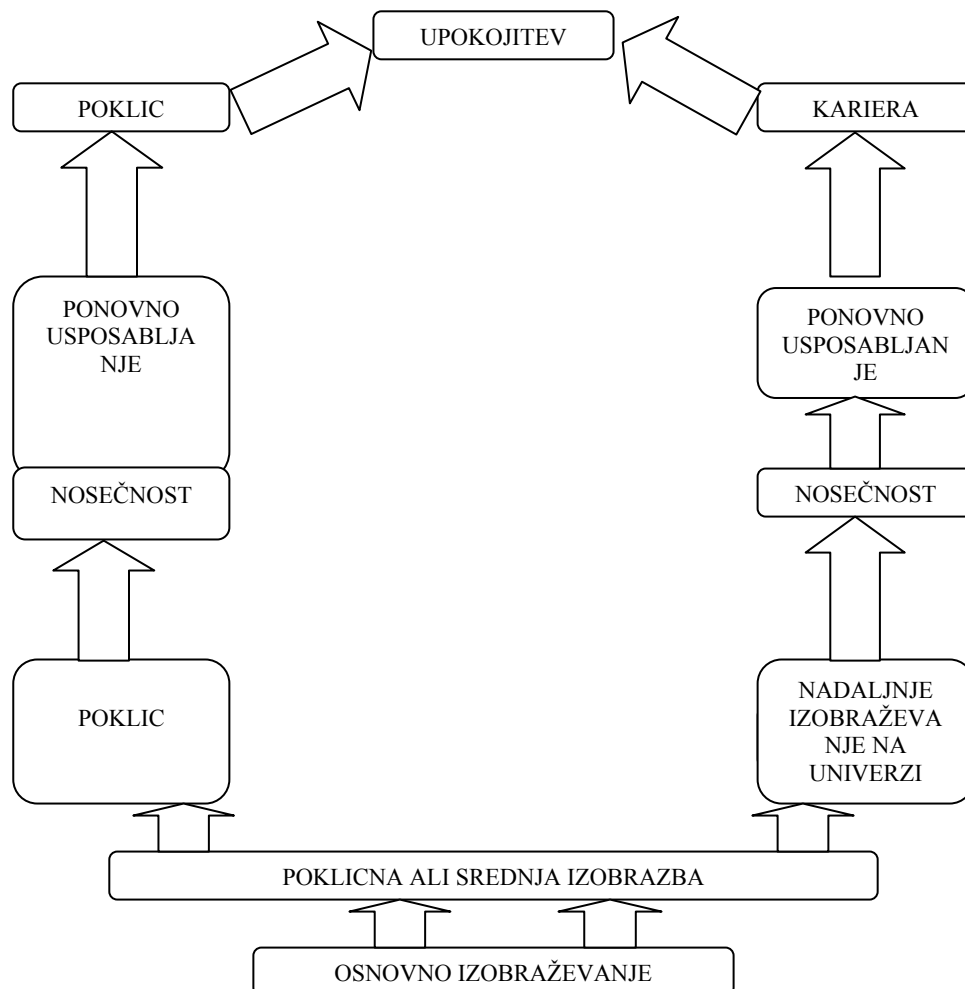 UPOKOJITEV
POKLIC
KARIERA
PONOVNO
USPOSABLJA
NJE
PONOVNO
USPOSABLJAN
JE
NOSEČNOST
NOSEČNOST
POKLIC
NADALJNJE
IZOBRAŽEVA
NJE NA
UNIVERZI
POKLICNA ALI SREDNJA IZOBRAZBA
OSNOVNO IZOBRAŽEVANJE